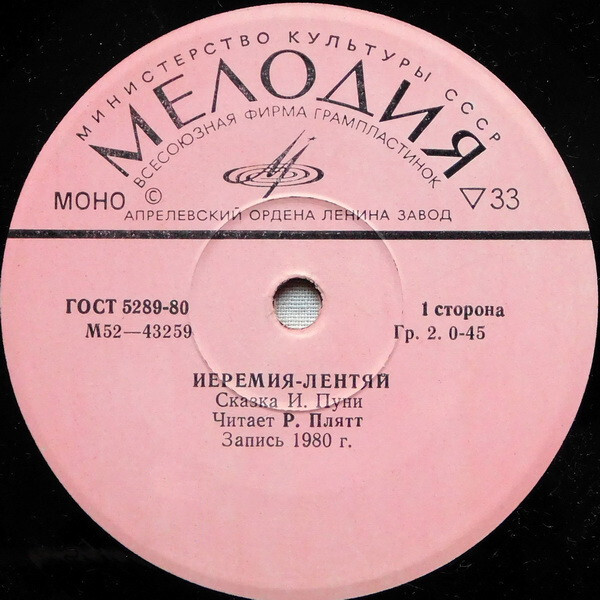 МИНИСТЕРСТВО КУЛЬТУРЫ СССР
МЕЛОДИЯ
ВСЕСОЮЗНАЯ ФИРМА ГРАМПЛАСТИНОК
МОНО © ▽33
АПРЕЛЕВСКИЙ ОРДЕНА ЛЕНИНА ЗАВОД
ГОСТ 5289-80 1 сторона
М52—43259 Гр. 2. 0-45
ИЕРЕМИЯ-ЛЕНТЯЙ
Сказка И. Пуни
Читает Р. Плятт
Запись 1980 г.